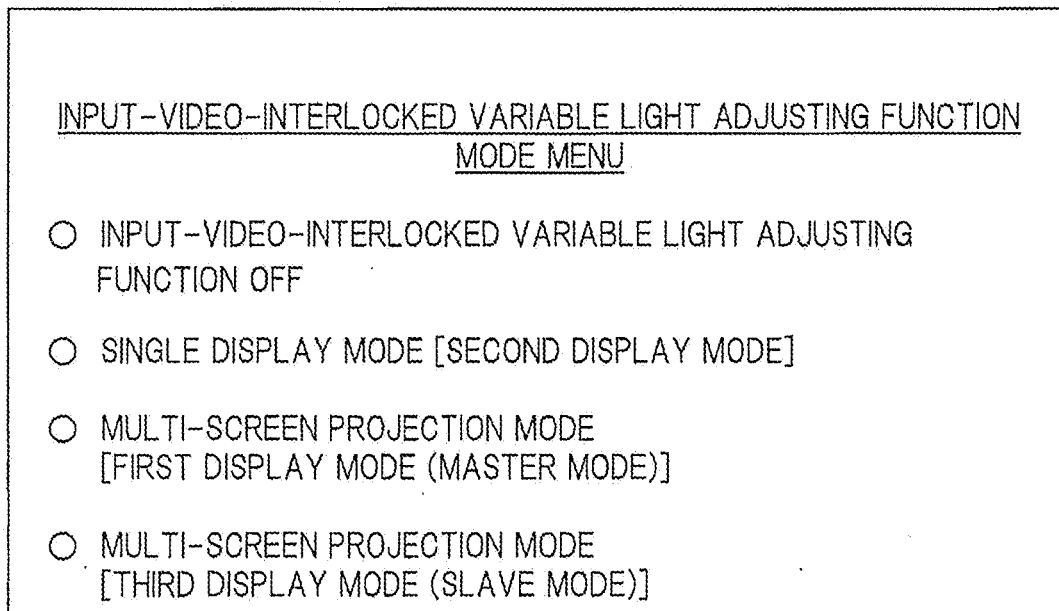 INPUT-VIDEO-INTERLOCKED VARIABLE LIGHT ADJUSTING FUNCTION
MODE MENU
○ INPUT-VIDEO-INTERLOCKED VARIABLE LIGHT ADJUSTING
FUNCTION OFF
○ SINGLE DISPLAY MODE [SECOND DISPLAY MODE]
○ MULTI-SCREEN PROJECTION MODE
[FIRST DISPLAY MODE (MASTER MODE)]
○ MULTI-SCREEN PROJECTION MODE
[THIRD DISPLAY MODE (SLAVE MODE)]